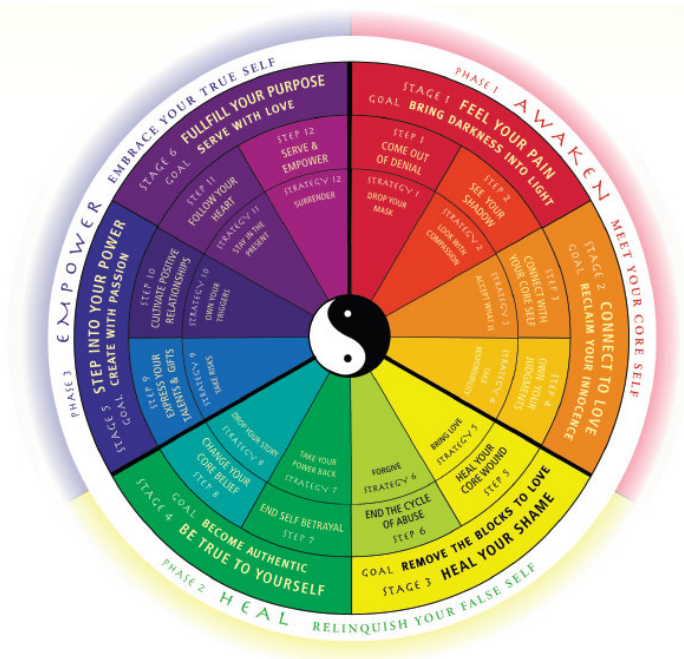 PHASE 1 AWAKEN MEET YOUR CORE SELF
STAGE 1 FEEL YOUR PAIN
GOAL BRING DARKNESS INTO LIGHT
STEP 1
COME OUT
OF DENIAL
STRATEGY 1
DROP YOUR
MASK
STEP 2
SEE YOUR
SHADOW
STRATEGY 2
LOOK WITH
COMPASSION
STAGE 2 CONNECT TO LOVE
GOAL RECLAIM YOUR INNOCENCE
STEP 3
CONNECT WITH
YOUR CORE SELF
STRATEGY 3
ACCEPT WHAT IS
STEP 4
OWN YOUR
JUDGMENTS
STRATEGY 4
TAKE
RESPONSIBILITY
PHASE 2 HEAL RELINQUISH YOUR FALSE SELF
GOAL REMOVE THE BLOCKS TO LOVE
STAGE 3 HEAL YOUR SHAME
BRING LOVE
STRATEGY 5
HEAL YOUR
CORE WOUND
STEP 5
FORGIVE
STRATEGY 6
END THE CYCLE
OF ABUSE
STEP 6
GOAL BECOME AUTHENTIC
STAGE 4 BE TRUE TO YOURSELF
TAKE YOUR
POWER BACK
STRATEGY 7
END SELF BETRAYAL
STEP 7
DROP YOUR STORY
STRATEGY 8
CHANGE YOUR
CORE BELIEF
STEP 8
PHASE 3 EMPOWER EMBRACE YOUR TRUE SELF
STAGE 5 STEP INTO YOUR POWER
GOAL CREATE WITH PASSION
STEP 9
EXPRESS YOUR
TALENTS & GIFTS
STRATEGY 9
TAKE RISKS
STEP 10
CULTIVATE POSITIVE
RELATIONSHIPS
STRATEGY 10
OWN YOUR
TRIGGERS
STAGE 6 FULLFILL YOUR PURPOSE
GOAL SERVE WITH LOVE
STEP 11
FOLLOW YOUR
HEART
STRATEGY 11
STAY IN THE
PRESENT
STEP 12
SERVE &
EMPOWER
STRATEGY 12
SURRENDER